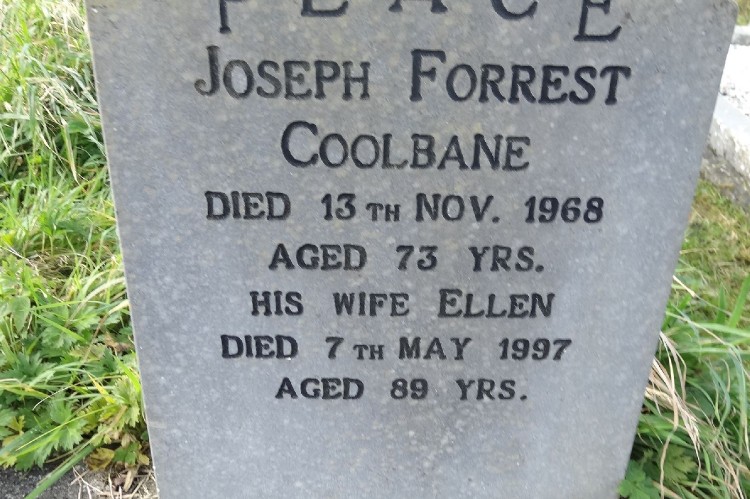 PEACE
JOSEPH FORREST
COOLBANE
DIED 13TH NOV. 1968
AGED 73 YRS.
HIS WIFE ELLEN
DIED 7TH MAY 1997
AGED 89 YRS.